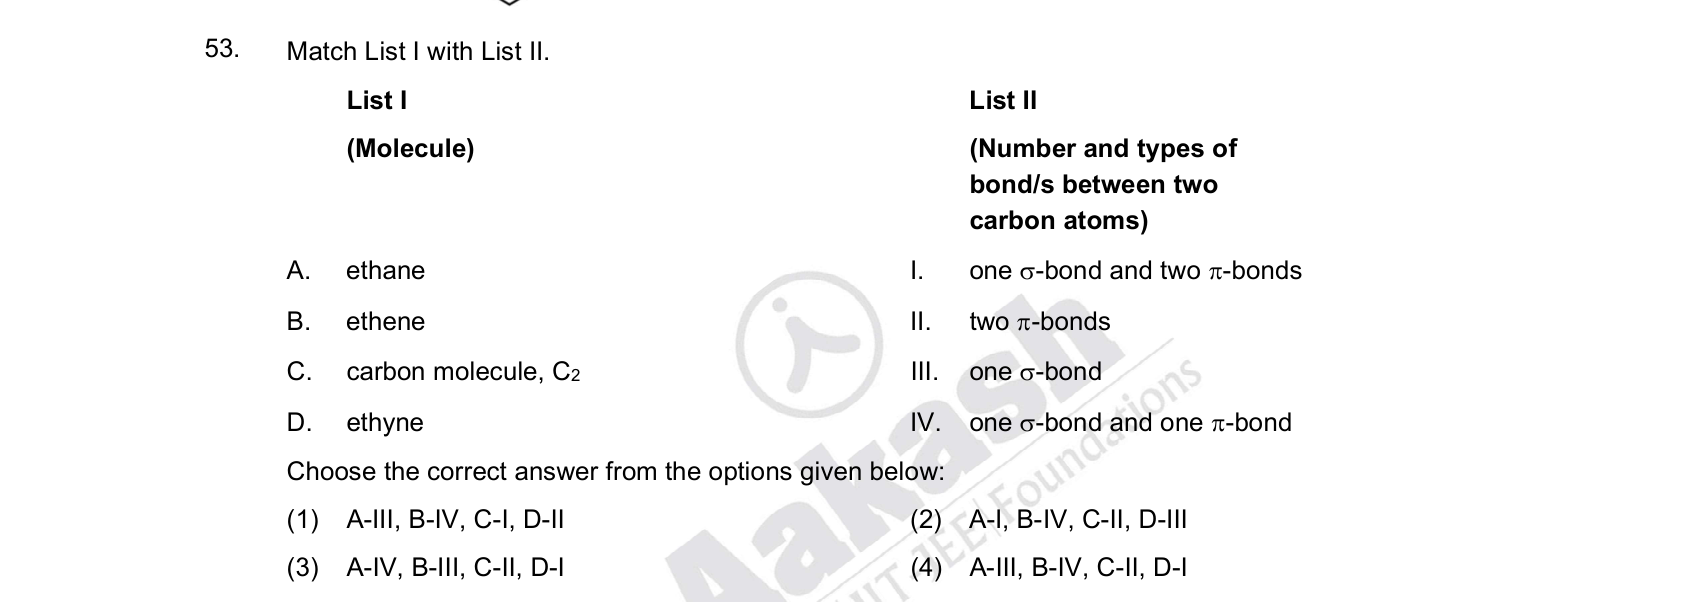 53. Match List I with List II.
List I List II
(Molecule) (Number and types of
bond/s between two
carbon atoms)
A. ethane I. one σ-bond and two π-bonds
B. ethene II. two π-bonds
C. carbon molecule, C₂ III. one σ-bond
D. ethyne IV. one σ-bond and one π-bond
Choose the correct answer from the options given below:
(1) A-III, B-IV, C-I, D-II (2) A-I, B-IV, C-II, D-III
(3) A-IV, B-III, C-II, D-I (4) A-III, B-IV, C-II, D-I
Aakash
IIT-JEE|Foundations